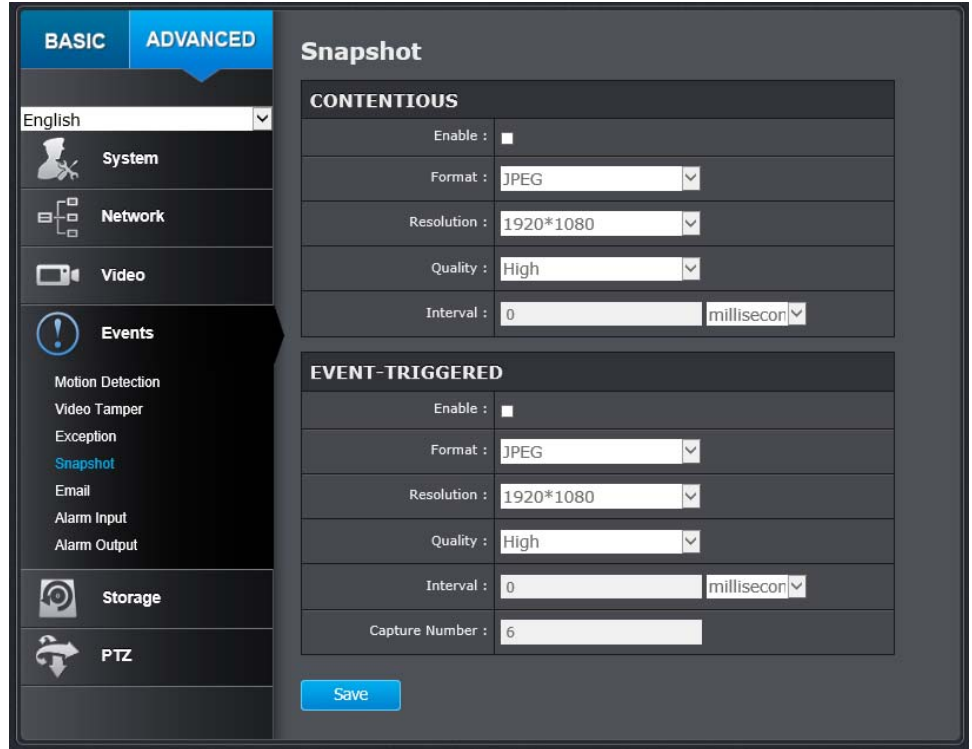 BASIC ADVANCED
English
System
Network
Video
Events
Motion Detection
Video Tamper
Exception
Snapshot
Email
Alarm Input
Alarm Output
Storage
PTZ
Snapshot
CONTENTIOUS
Enable :
Format : JPEG
Resolution : 1920*1080
Quality : High
Interval : 0 millisecon
EVENT-TRIGGERED
Enable :
Format : JPEG
Resolution : 1920*1080
Quality : High
Interval : 0 millisecon
Capture Number : 6
Save